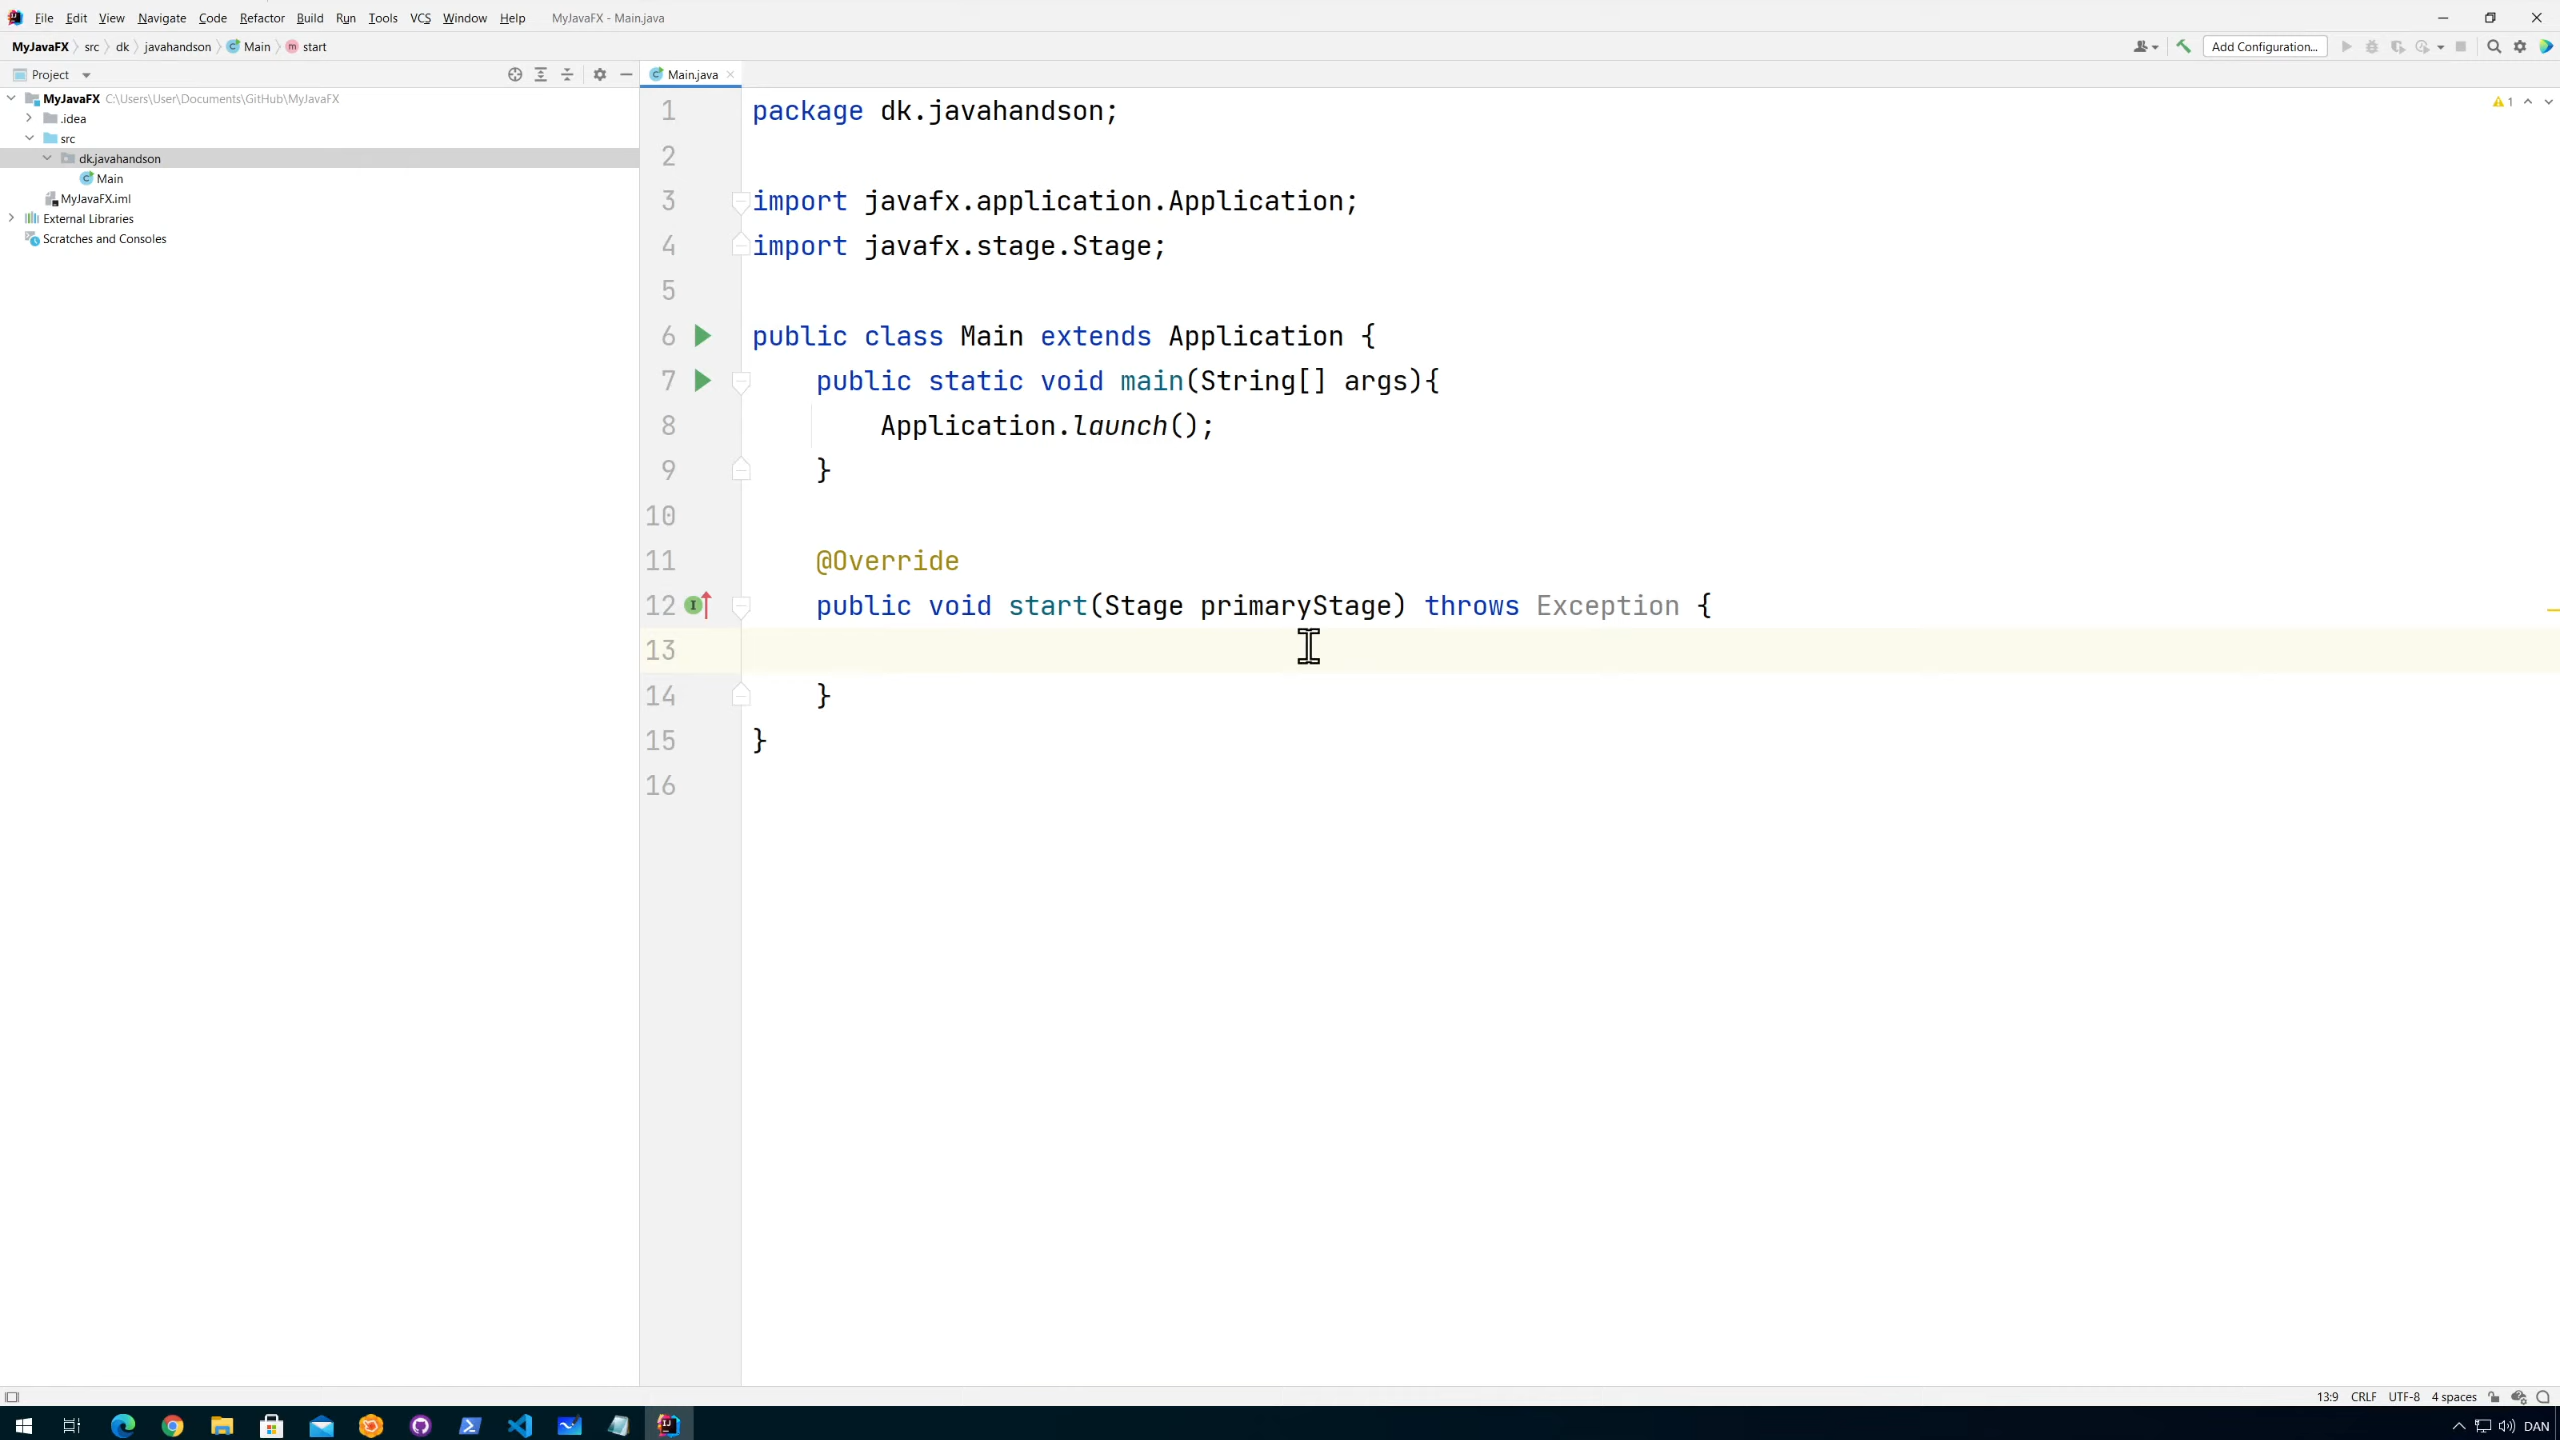 File Edit View Navigate Code Refactor Build Run Tools VCS Window Help MyJavaFX - Main.java
MyJavaFX src dk javahandson Main start
Add Configuration...
Project
Main.java
MyJavaFX C:\Users\User\Documents\GitHub\MyJavaFX
.idea
src
dk.javahandson
Main
MyJavaFX.iml
External Libraries
Scratches and Consoles
1
1 package dk.javahandson;
2
3 import javafx.application.Application;
4 import javafx.stage.Stage;
5
6 public class Main extends Application {
7 public static void main(String[] args){
8 Application.launch();
9 }
10
11 @Override
12 public void start(Stage primaryStage) throws Exception {
13
14 }
15 }
16
13:9 CRLF UTF-8 4 spaces
DAN